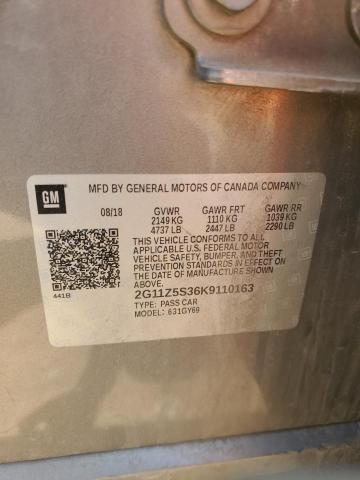 GM
MFD BY GENERAL MOTORS OF CANADA COMPANY
08/18 GVWR GAWR FRT GAWR RR
2149 KG 1110 KG 1039 KG
4737 LB 2447 LB 2290 LB
THIS VEHICLE CONFORMS TO ALL
APPLICABLE U.S. FEDERAL MOTOR
VEHICLE SAFETY, BUMPER, AND THEFT
PREVENTION STANDARDS IN EFFECT ON
THE DATE OF MANUFACTURE SHOWN
ABOVE.
441B 2G11Z5S36K9110163
TYPE: PASS CAR
MODEL: 631GY69